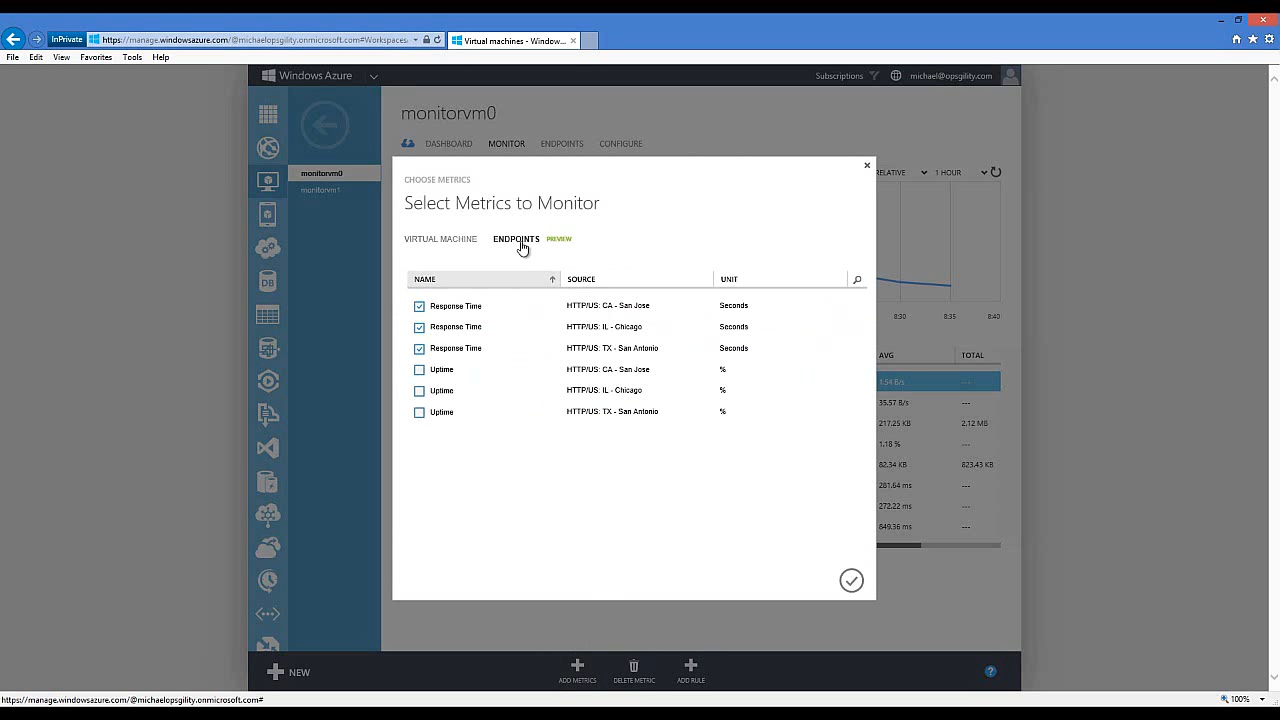 InPrivate https://manage.windowsazure.com/@michaelopsgility.onmicrosoft.com#Workspaces Virtual machines - Window...
File Edit View Favorites Tools Help
Windows Azure Subscriptions michael@opsgility.com
monitorvm0
DASHBOARD MONITOR ENDPOINTS CONFIGURE
monitorvm0
monitorvm1
RELATIVE 1 HOUR
CHOOSE METRICS
Select Metrics to Monitor
VIRTUAL MACHINE ENDPOINTS PREVIEW
NAME SOURCE UNIT
Response Time HTTP/US: CA - San Jose Seconds
Response Time HTTP/US: IL - Chicago Seconds
Response Time HTTP/US: TX - San Antonio Seconds
Uptime HTTP/US: CA - San Jose %
Uptime HTTP/US: IL - Chicago %
Uptime HTTP/US: TX - San Antonio %
8:30 8:35 8:40
AVG TOTAL
1.54 B/s ---
35.57 B/s ---
217.25 KB 2.12 MB
1.18 % ---
82.34 KB 823.43 KB
281.64 ms ---
272.22 ms ---
849.36 ms ---
DB
NEW ADD METRICS DELETE METRIC ADD RULE ?
https://manage.windowsazure.com/@michaelopsgility.onmicrosoft.com# 100%